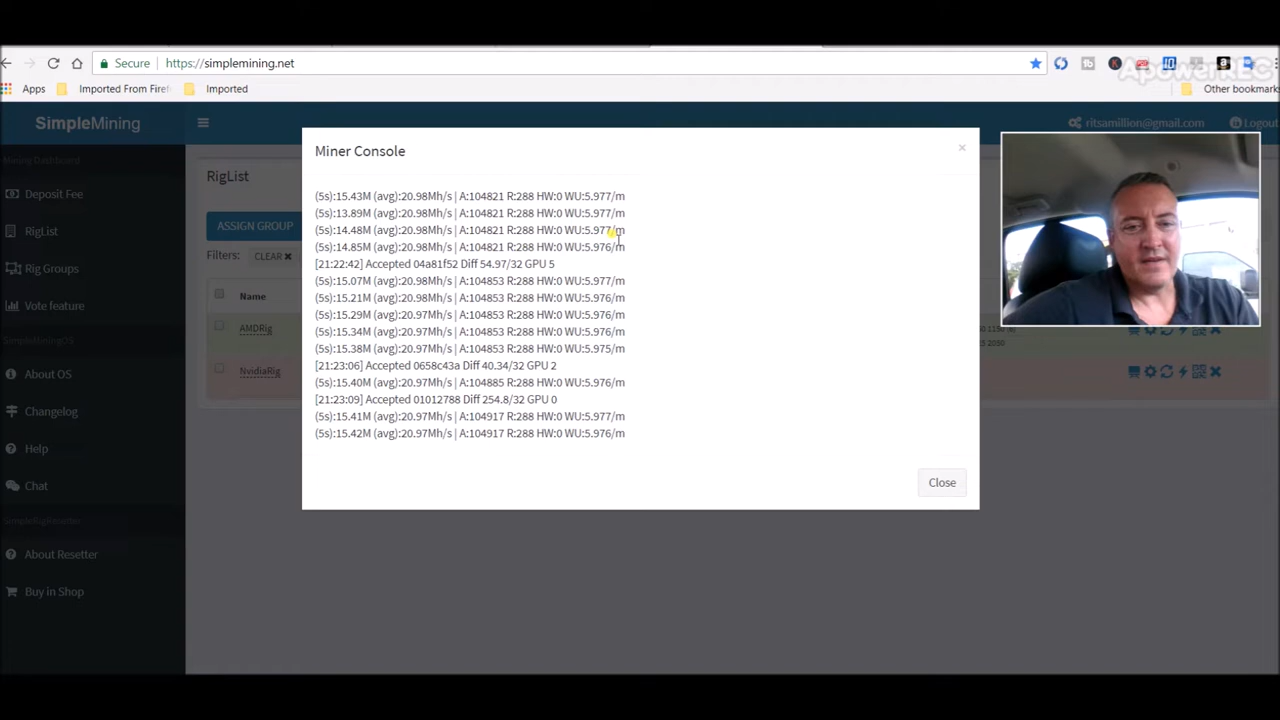 ApowerREC
Secure https://simplemining.net
Apps Imported From Firef Imported Other bookmarks
SimpleMining ritsamillion@gmail.com Logout
Mining Dashboard
Deposit Fee
RigList
Rig Groups
Vote feature
SimpleMiningOS
About OS
Changelog
Help
Chat
SimpleRigResetter
About Resetter
Buy in Shop
RigList
ASSIGN GROUP
Filters: CLEAR ✖
Name
AMDRig
NvidiaRig
Miner Console
×
(5s):15.43M (avg):20.98Mh/s | A:104821 R:288 HW:0 WU:5.977/m
(5s):13.89M (avg):20.98Mh/s | A:104821 R:288 HW:0 WU:5.977/m
(5s):14.48M (avg):20.98Mh/s | A:104821 R:288 HW:0 WU:5.977/m
(5s):14.85M (avg):20.98Mh/s | A:104821 R:288 HW:0 WU:5.976/m
[21:22:42] Accepted 04a81f52 Diff 54.97/32 GPU 5
(5s):15.07M (avg):20.98Mh/s | A:104853 R:288 HW:0 WU:5.977/m
(5s):15.21M (avg):20.98Mh/s | A:104853 R:288 HW:0 WU:5.976/m
(5s):15.29M (avg):20.98Mh/s | A:104853 R:288 HW:0 WU:5.976/m
(5s):15.34M (avg):20.98Mh/s | A:104853 R:288 HW:0 WU:5.976/m
(5s):15.38M (avg):20.97Mh/s | A:104853 R:288 HW:0 WU:5.975/m
[21:23:06] Accepted 0658c43a Diff 40.34/32 GPU 2
(5s):15.40M (avg):20.97Mh/s | A:104885 R:288 HW:0 WU:5.976/m
[21:23:09] Accepted 01012788 Diff 254.8/32 GPU 0
(5s):15.41M (avg):20.97Mh/s | A:104917 R:288 HW:0 WU:5.977/m
(5s):15.42M (avg):20.97Mh/s | A:104917 R:288 HW:0 WU:5.976/m
Close